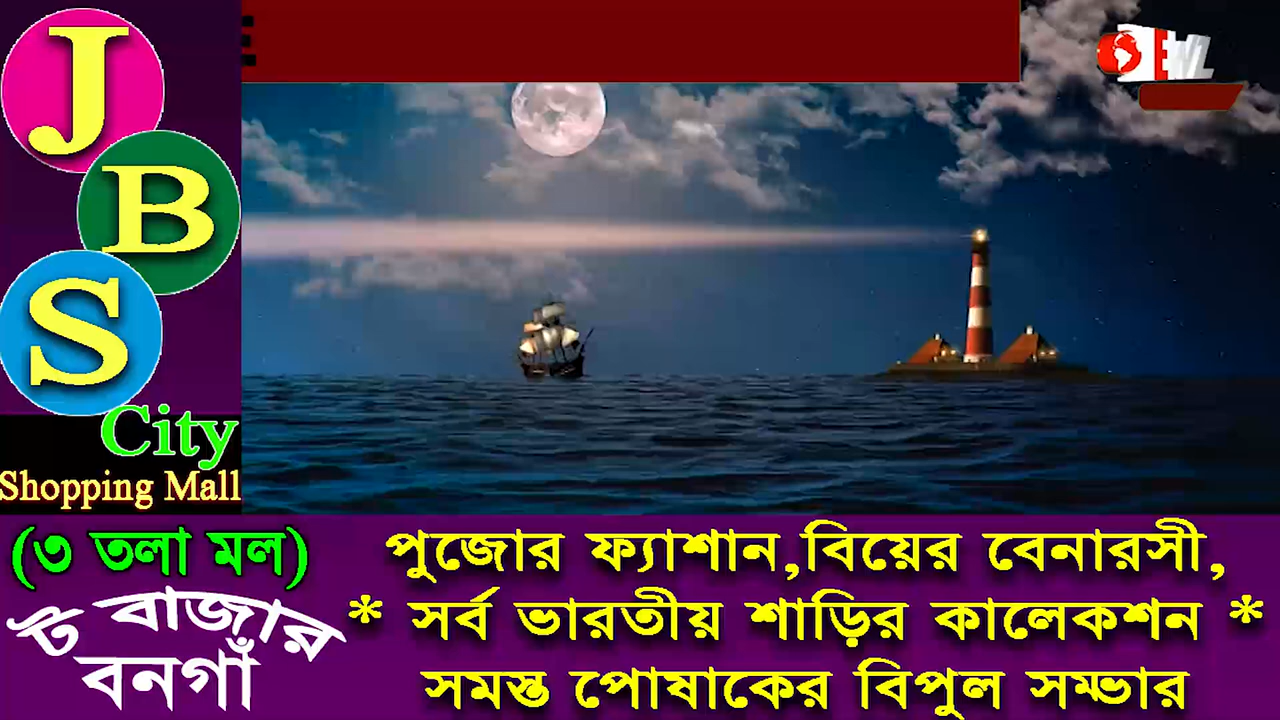 J
B
S
City
Shopping Mall
(৩ তলা মল)
ট বাজার
বনগাঁ
পুজোর ফ্যাশান,বিয়ের বেনারসী,
* সর্ব ভারতীয় শাড়ির কালেকশন *
সমস্ত পোষাকের বিপুল সম্ভার